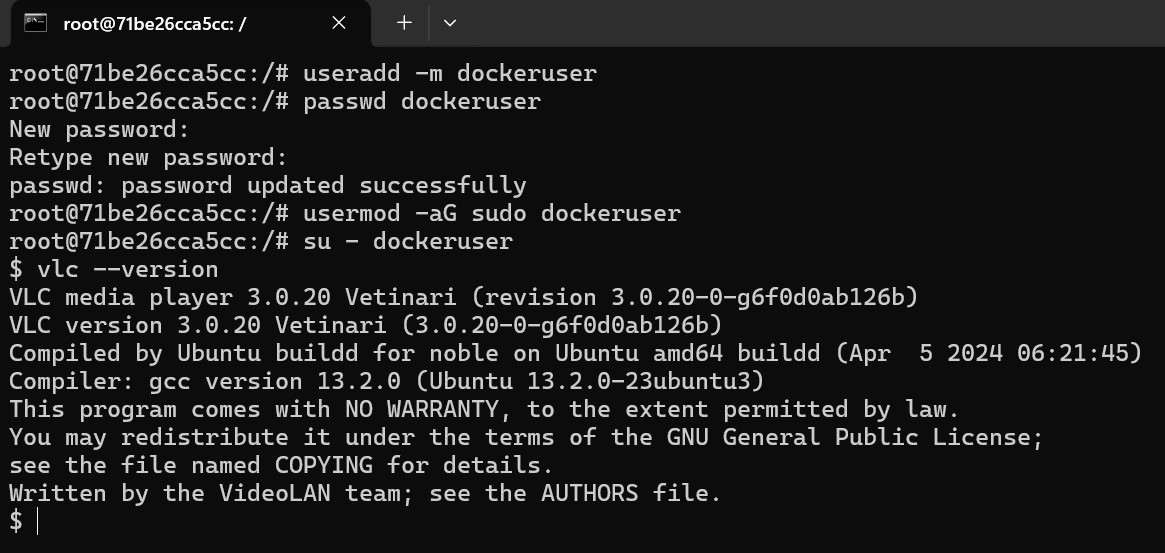 root@71be26cca5cc: /
root@71be26cca5cc:/# useradd -m dockeruser
root@71be26cca5cc:/# passwd dockeruser
New password:
Retype new password:
passwd: password updated successfully
root@71be26cca5cc:/# usermod -aG sudo dockeruser
root@71be26cca5cc:/# su - dockeruser
$ vlc --version
VLC media player 3.0.20 Vetinari (revision 3.0.20-0-g6f0d0ab126b)
VLC version 3.0.20 Vetinari (3.0.20-0-g6f0d0ab126b)
Compiled by Ubuntu buildd for noble on Ubuntu amd64 buildd (Apr  5 2024 06:21:45)
Compiler: gcc version 13.2.0 (Ubuntu 13.2.0-23ubuntu3)
This program comes with NO WARRANTY, to the extent permitted by law.
You may redistribute it under the terms of the GNU General Public License;
see the file named COPYING for details.
Written by the VideoLAN team; see the AUTHORS file.
$